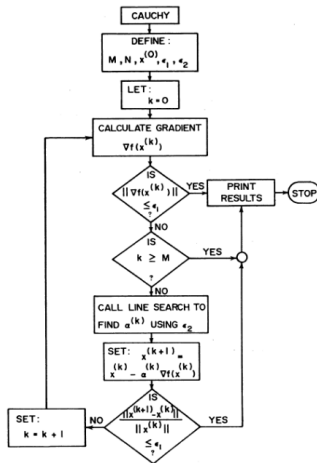 CAUCHY
DEFINE:
M, N, x^(0), ϵ₁, ϵ₂
LET:
k=0
CALCULATE GRADIENT
∇f(x^(k))
IS
|| ∇f(x^(k)) ||
≤ ϵ₁
?
YES
PRINT
RESULTS
STOP
NO
IS
k ≥ M
?
YES
NO
CALL LINE SEARCH TO
FIND α^(k) USING ϵ₂
SET: x^(k+1) =
x^(k) - α^(k) ∇f(x^(k))
IS
||x^(k+1)-x^(k)||
|| x^(k) ||
≤ ϵ₁
?
YES
NO
SET:
k = k + 1